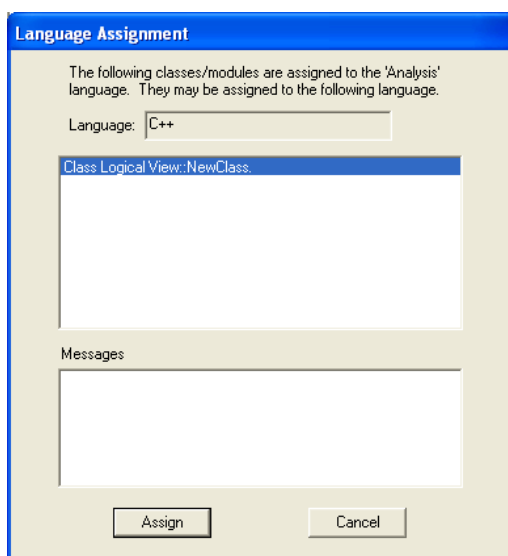 Language Assignment
The following classes/modules are assigned to the 'Analysis'
language.  They may be assigned to the following language.
Language: C++
Class Logical View::NewClass.
Messages
Assign Cancel